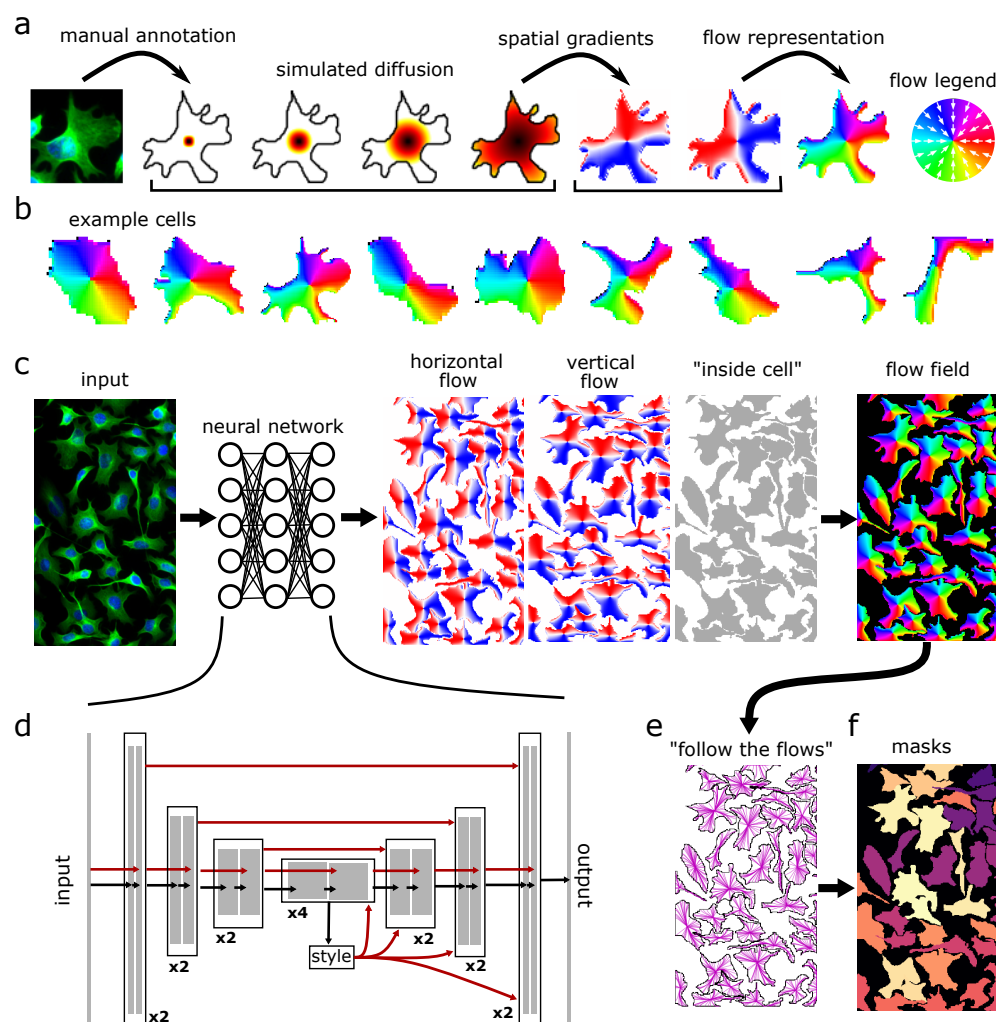 a
manual annotation
simulated diffusion
spatial gradients
flow representation
flow legend
b
example cells
c
input
neural network
horizontal
flow
vertical
flow
"inside cell"
flow field
d
input
x2
x2
x2
x4
style
x2
x2
x2
output
e
"follow the flows"
f
masks